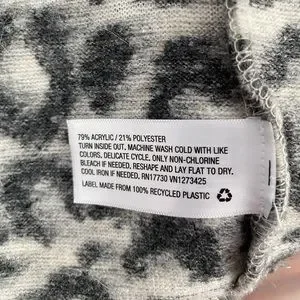 79% ACRYLIC / 21% POLYESTER
TURN INSIDE OUT. MACHINE WASH COLD WITH LIKE
COLORS, DELICATE CYCLE. ONLY NON-CHLORINE
BLEACH IF NEEDED. RESHAPE AND LAY FLAT TO DRY.
COOL IRON IF NEEDED. RN17730 VN1273425
LABEL MADE FROM 100% RECYCLED PLASTIC